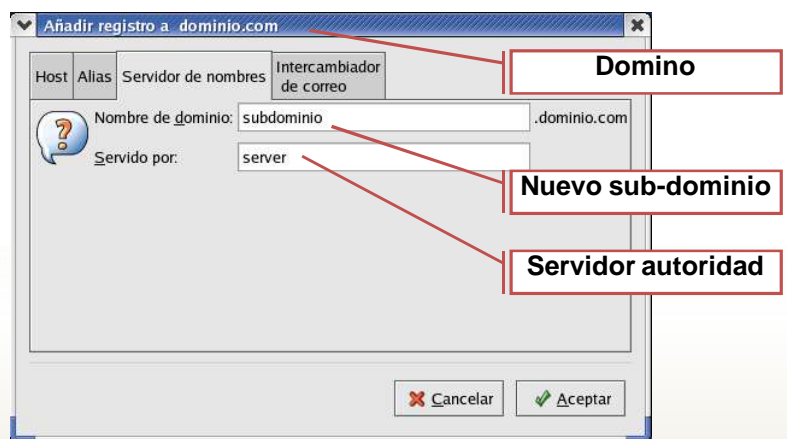 Añadir registro a dominio.com
Domino
Host Alias Servidor de nombres Intercambiador
de correo
Nombre de dominio: subdominio .dominio.com
Servido por: server
Nuevo sub-dominio
Servidor autoridad
Cancelar Aceptar